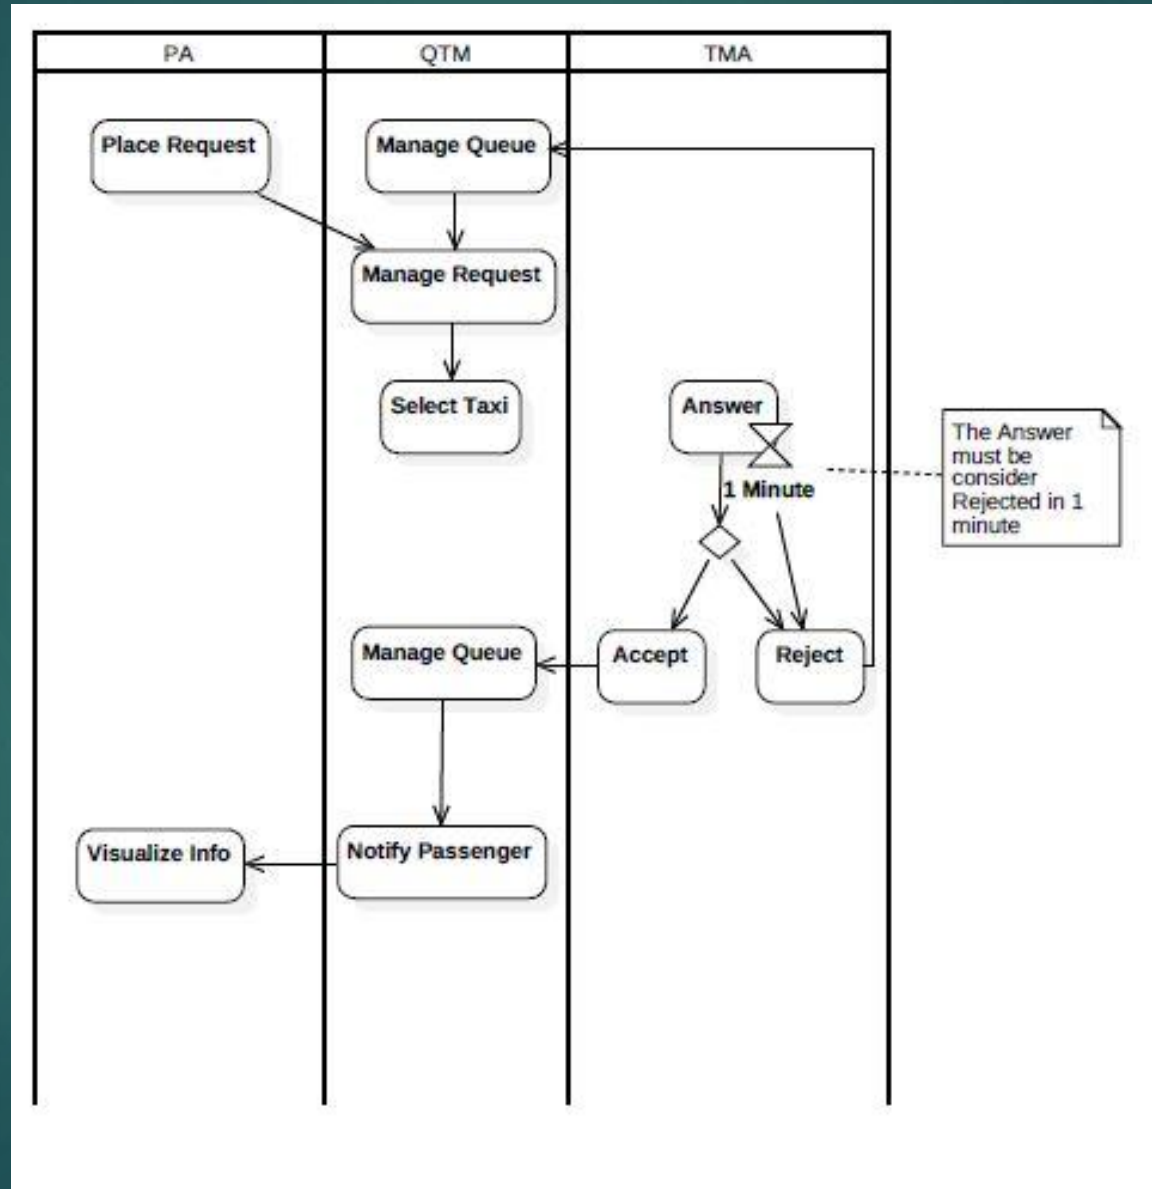 PA
QTM
TMA
Place Request
Manage Queue
Manage Request
Select Taxi
Answer
1 Minute
The Answer
must be
consider
Rejected in 1
minute
Manage Queue
Accept
Reject
Visualize Info
Notify Passenger